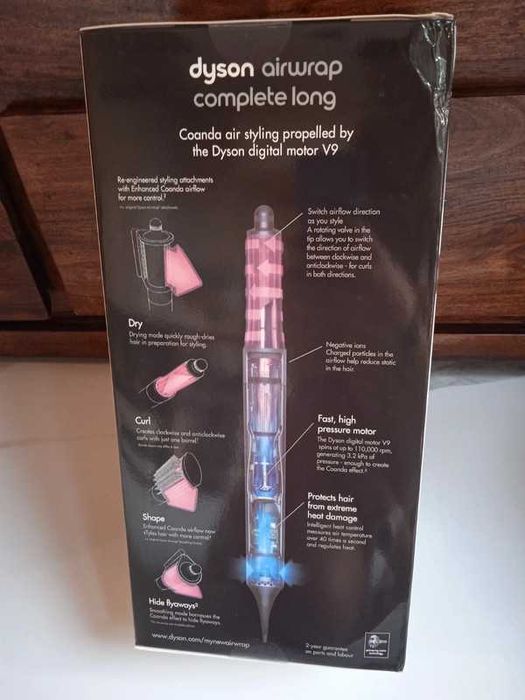 dyson airwrap
complete long
Coanda air styling propelled by
the Dyson digital motor V9
Re-engineered styling attachments
with Enhanced Coanda airflow
for more control.²
Dry
Drying mode quickly rough-dries
hair in preparation for styling.
Curl
Creates clockwise and anticlockwise
curls with just one barrel.
Shape
Enhanced Coanda airflow now
styles hair with more control.
Hide flyaways³
Smoothing mode harnesses the
Coanda effect to hide flyaways.
Switch airflow direction
as you style
A rotating valve in the
tip allows you to switch
the direction of airflow
between clockwise and
anticlockwise - for curls
in both directions.
Negative ions
Charged particles in the
airflow help reduce static
in the hair.
Fast, high
pressure motor
The Dyson digital motor V9
spins at up to 110,000 rpm,
generating 3.2 kPa of
pressure - enough to create
the Coanda effect.
Protects hair
from extreme
heat damage
Intelligent heat control
measures air temperature
over 40 times a second
and regulates heat.
www.dyson.com/mynewairwrap
2-year guarantee
on parts and labour